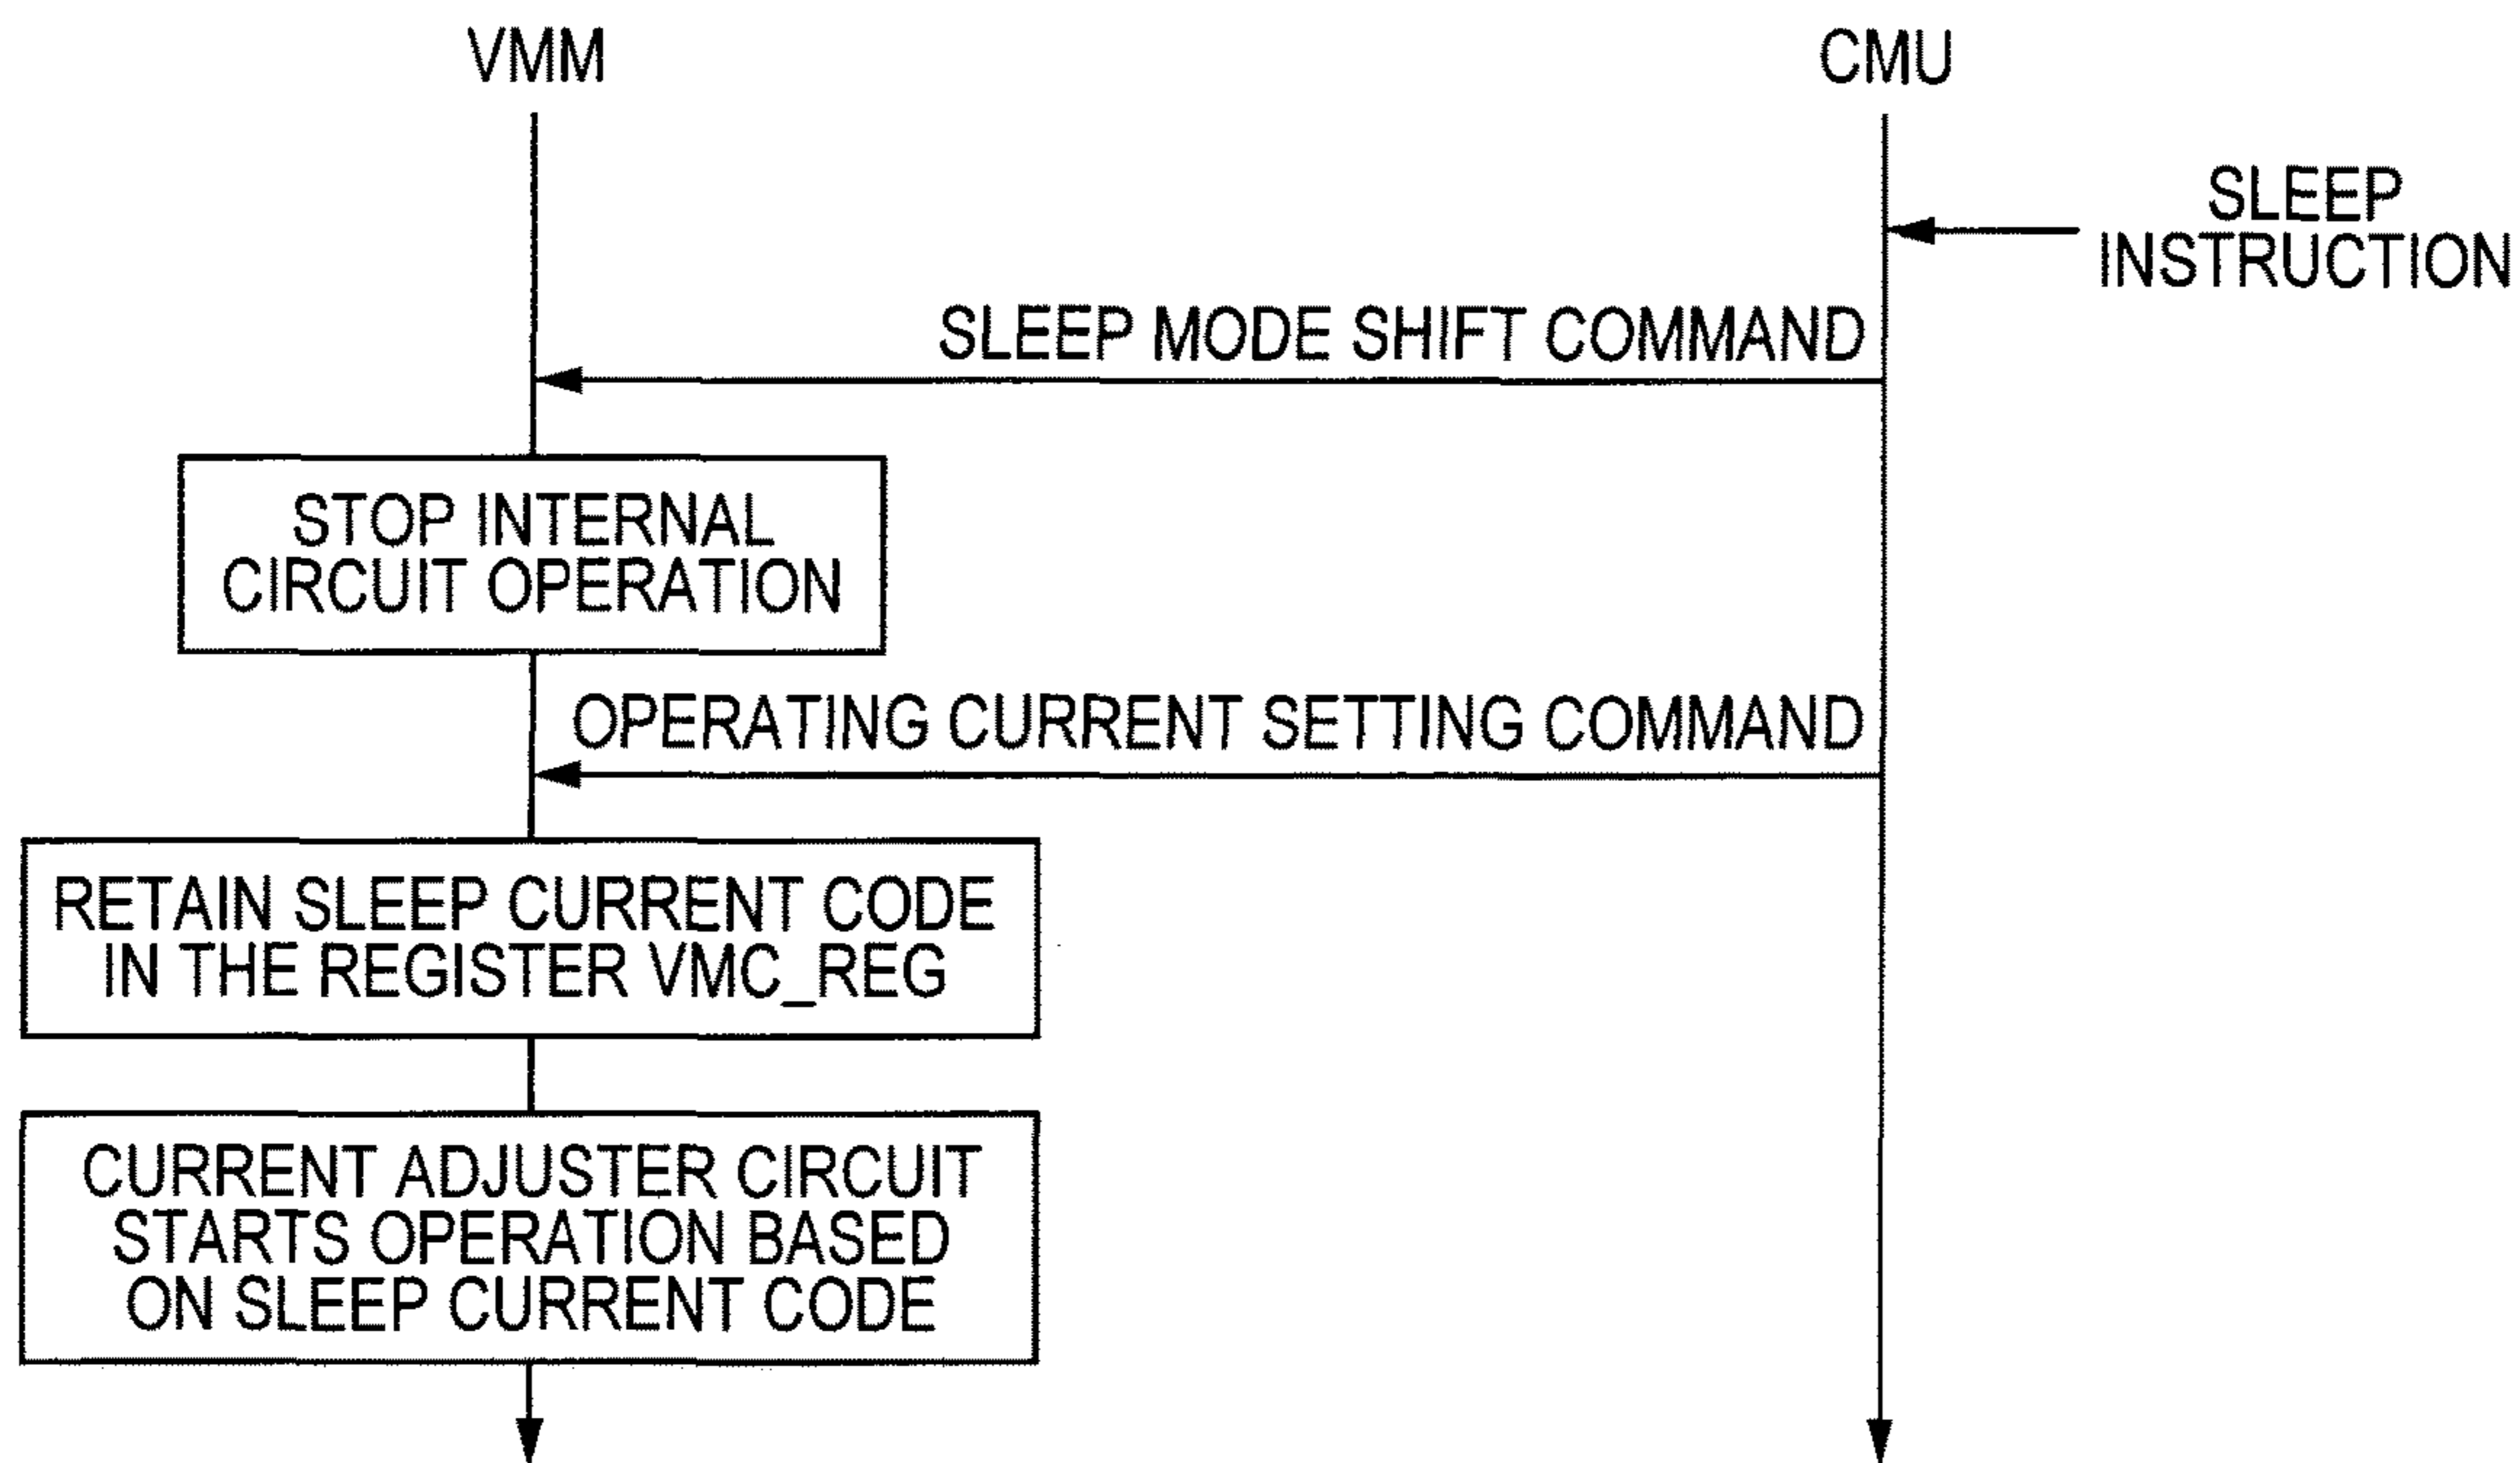 VMM
CMU
SLEEP
INSTRUCTION
SLEEP MODE SHIFT COMMAND
STOP INTERNAL
CIRCUIT OPERATION
OPERATING CURRENT SETTING COMMAND
RETAIN SLEEP CURRENT CODE
IN THE REGISTER VMC_REG
CURRENT ADJUSTER CIRCUIT
STARTS OPERATION BASED
ON SLEEP CURRENT CODE